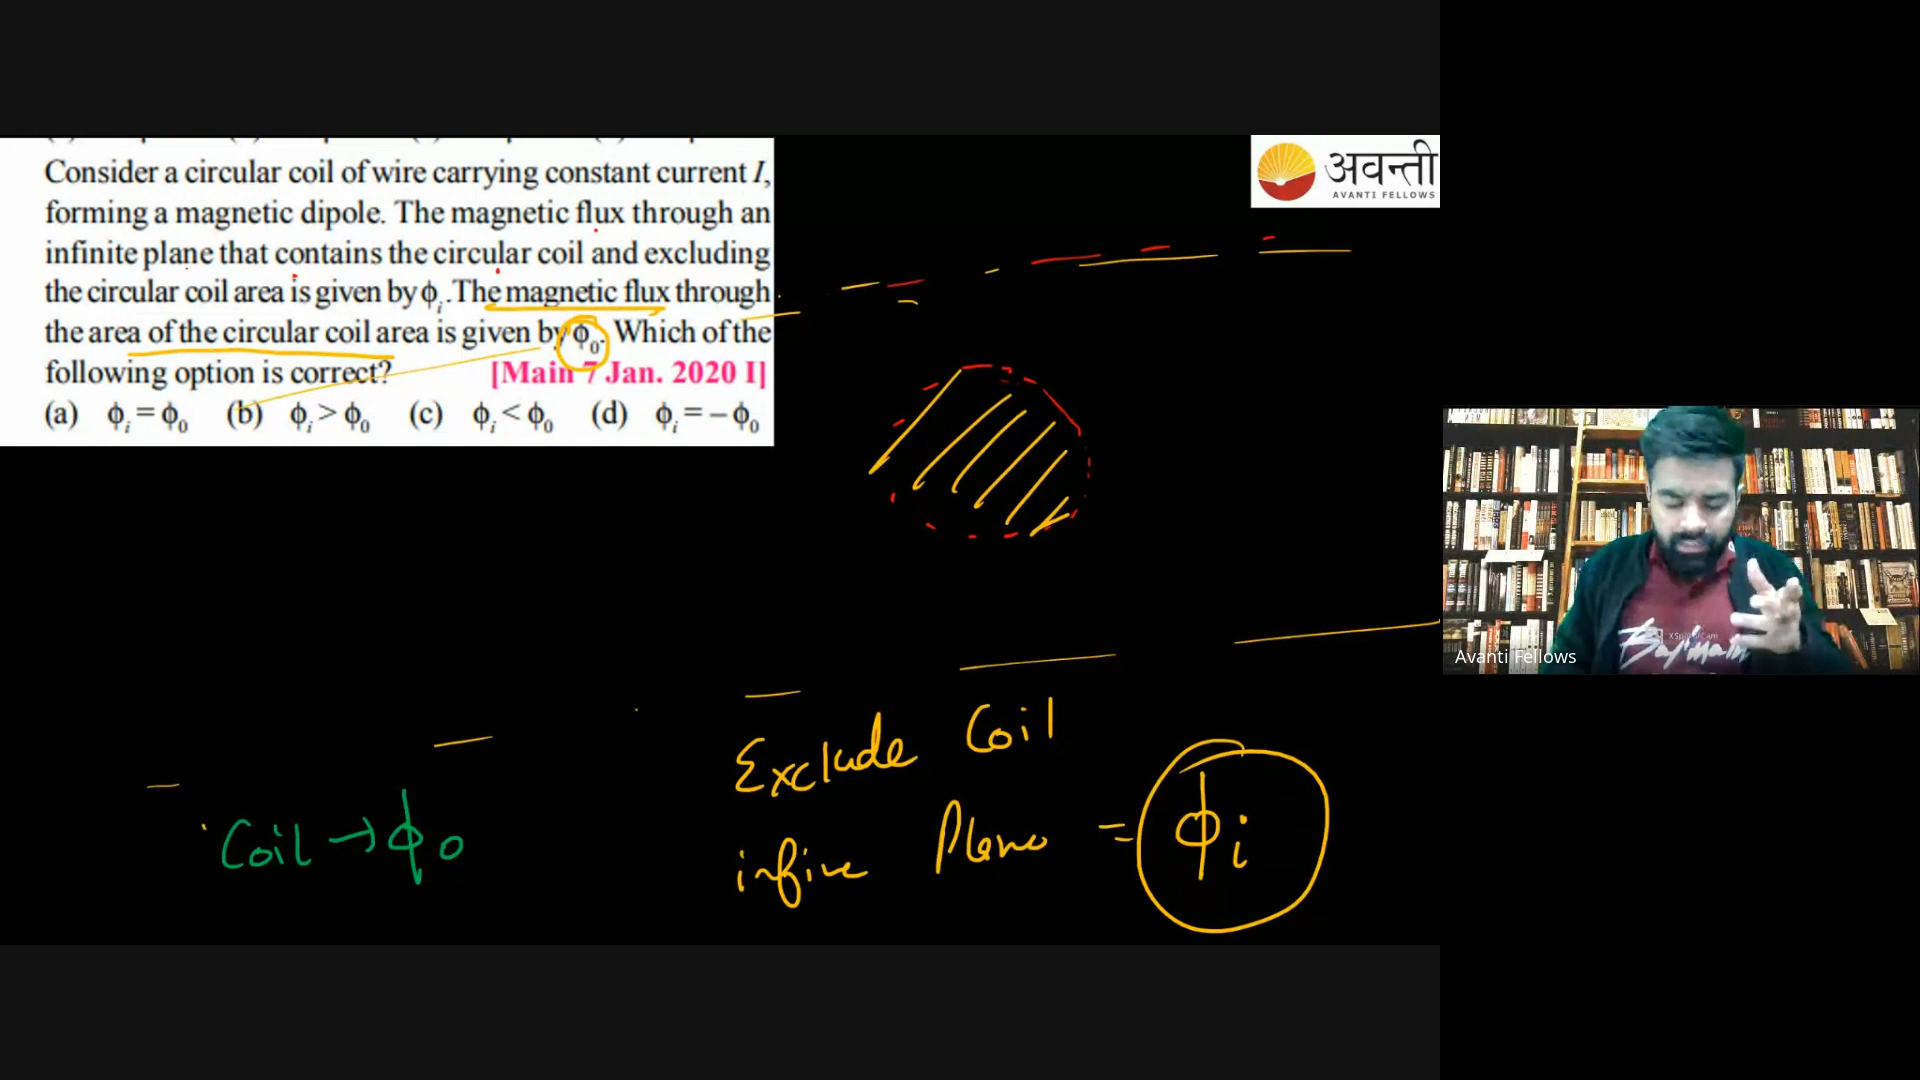 Consider a circular coil of wire carrying constant current I,
forming a magnetic dipole. The magnetic flux through an
infinite plane that contains the circular coil and excluding
the circular coil area is given by ϕi. The magnetic flux through
the area of the circular coil area is given by ϕ0. Which of the
following option is correct? [Main 7 Jan. 2020 I]
(a) ϕi = ϕ0 (b) ϕi > ϕ0 (c) ϕi < ϕ0 (d) ϕi = – ϕ0
अवन्ती
AVANTI FELLOWS
Exclude Coil
Plane = ϕi
Coil → ϕ0
Avanti Fellows